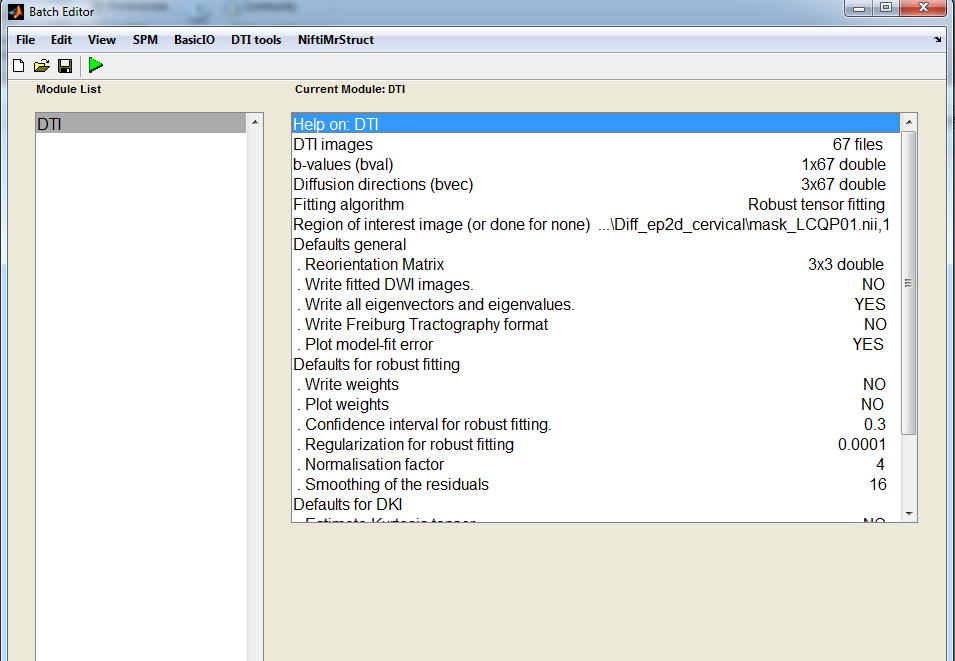 Batch Editor
File Edit View SPM BasicIO DTI tools NiftiMrStruct
Module List
Current Module: DTI
DTI
Help on: DTI
DTI images 67 files
b-values (bval) 1x67 double
Diffusion directions (bvec) 3x67 double
Fitting algorithm Robust tensor fitting
Region of interest image (or done for none) ...\Diff_ep2d_cervical\mask_LCQP01.nii,1
Defaults general
. Reorientation Matrix 3x3 double
. Write fitted DWI images. NO
. Write all eigenvectors and eigenvalues. YES
. Write Freiburg Tractography format NO
. Plot model-fit error YES
Defaults for robust fitting
. Write weights NO
. Plot weights NO
. Confidence interval for robust fitting. 0.3
. Regularization for robust fitting 0.0001
. Normalisation factor 4
. Smoothing of the residuals 16
Defaults for DKI
. Estimate Kurtosis tensor NO